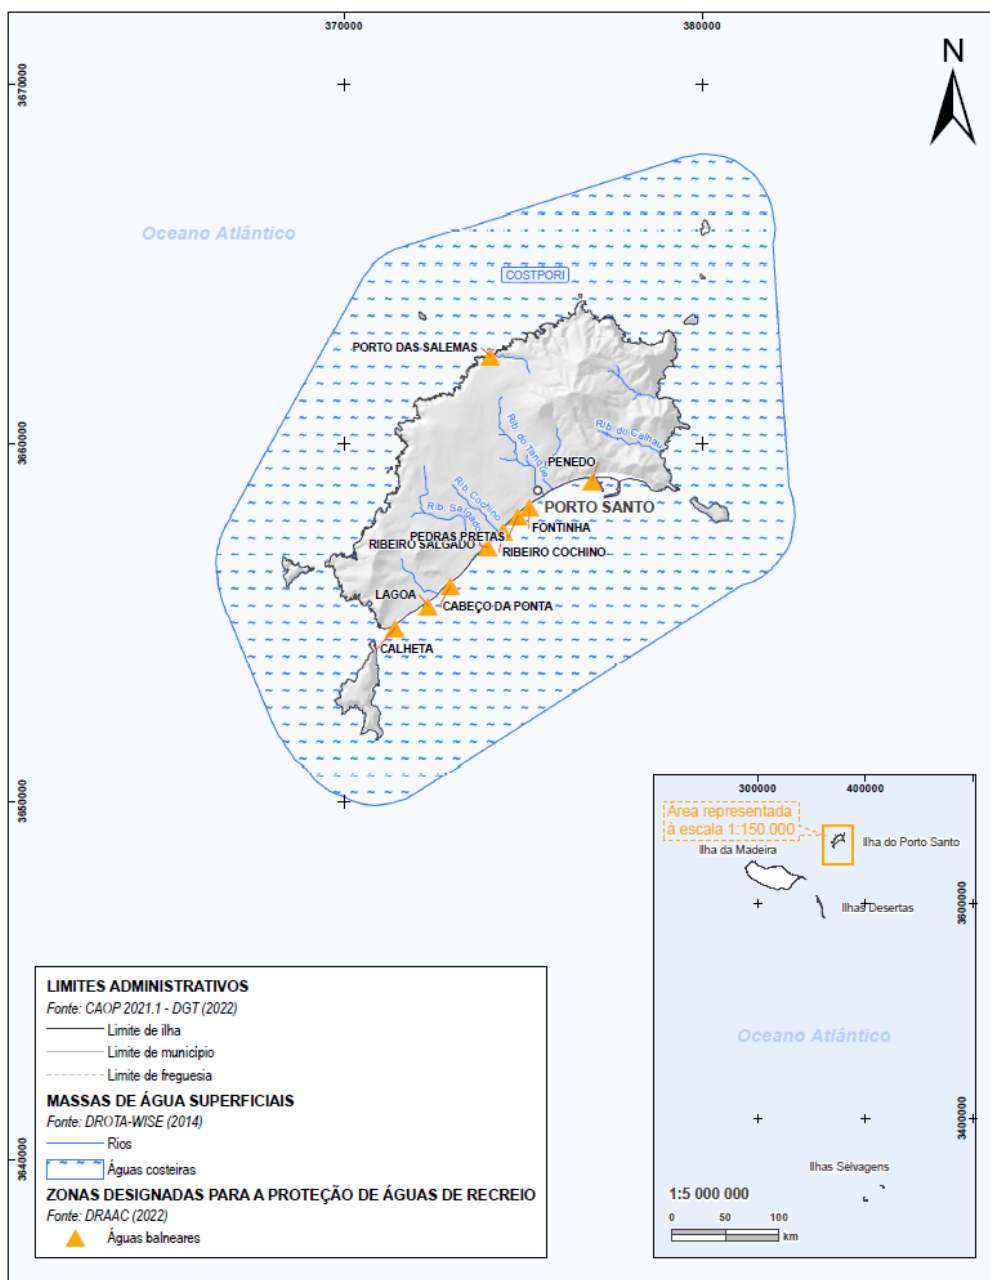 370000
380000
3670000
N
Oceano Atlântico
COSTPORI
PORTO DAS SALEMAS
3660000
Rib. do Tanque
Rib. do Calhau
PENEDO
Rib. Cochino
Rib. Salgado
PORTO SANTO
FONTINHA
PEDRAS PRETAS
RIBEIRO SALGADO
RIBEIRO COCHINO
LAGOA
CABEÇO DA PONTA
CALHETA
3650000
300000
400000
Area representada
à escala 1:150.000
Ilha do Porto Santo
Ilha da Madeira
Ilhas Desertas
3600000
Oceano Atlântico
3400000
Ilhas Selvagens
1:5 000 000
0 50 100
km
3640000
LIMITES ADMINISTRATIVOS
Fonte: CAOP 2021.1 - DGT (2022)
Limite de ilha
Limite de município
Limite de freguesia
MASSAS DE ÁGUA SUPERFICIAIS
Fonte: DROTA-WISE (2014)
Rios
Águas costeiras
ZONAS DESIGNADAS PARA A PROTEÇÃO DE ÁGUAS DE RECREIO
Fonte: DRAAC (2022)
Águas balneares